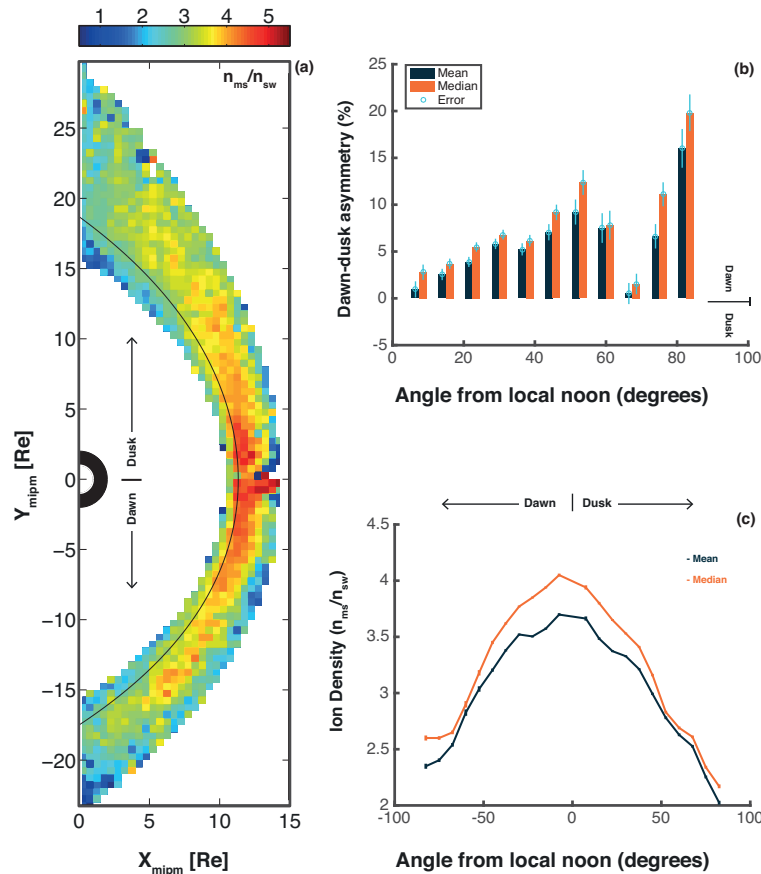 1 2 3 4 5
n_ms/n_sw (a)
25
20
15
10
5
0
−5
−10
−15
−20
0 5 10 15
Y_mipm [Re]
X_mipm [Re]
Dusk
Dawn
(b)
Mean
Median
Error
25
20
15
10
5
0
-5
0 20 40 60 80 100
Dawn-dusk asymmetry (%)
Dawn
Dusk
Angle from local noon (degrees)
Dawn Dusk
(c)
Mean
Median
4.5
4
3.5
3
2.5
2
-100 -50 0 50 100
Ion Density (n_ms/n_sw)
Angle from local noon (degrees)